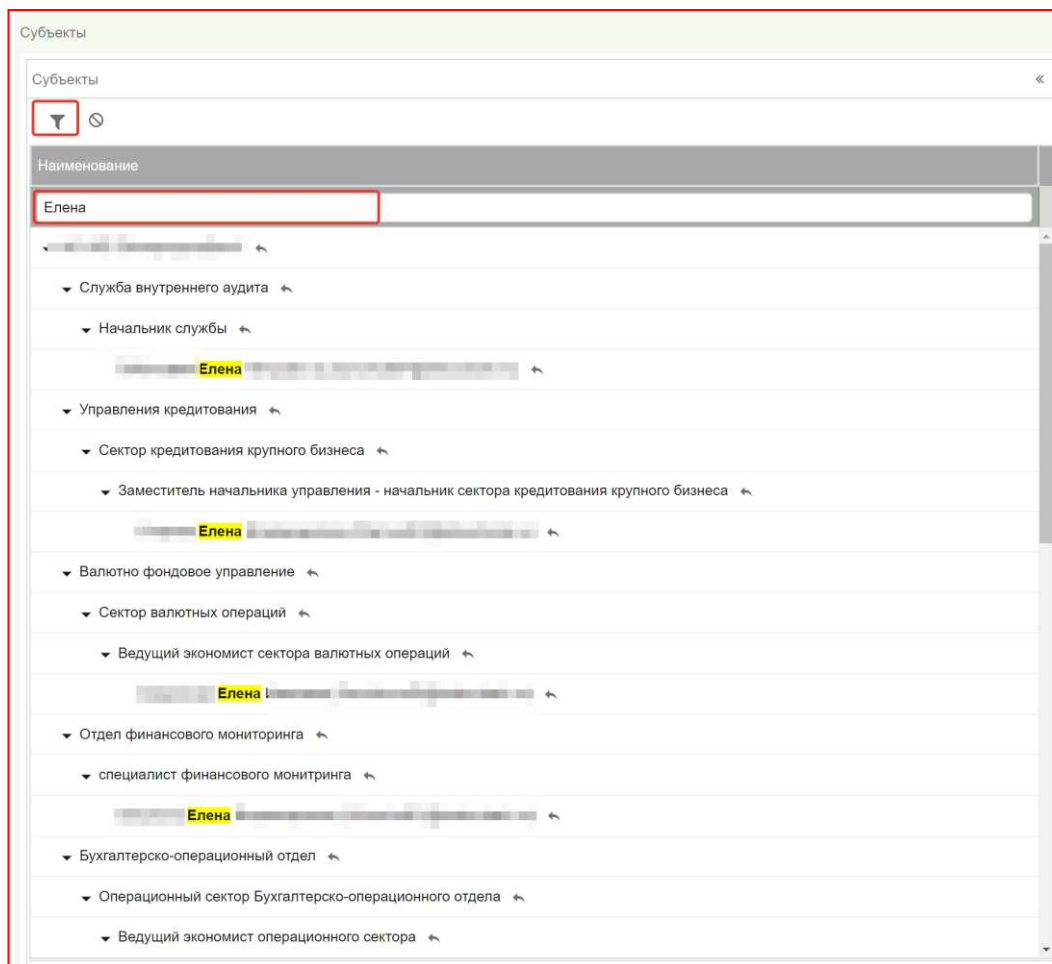 Субъекты
Субъекты
Наименование
Елена
Служба внутреннего аудита
Начальник службы
Елена
Управления кредитования
Сектор кредитования крупного бизнеса
Заместитель начальника управления - начальник сектора кредитования крупного бизнеса
Елена
Валютно фондовое управление
Сектор валютных операций
Ведущий экономист сектора валютных операций
Елена
Отдел финансового мониторинга
специалист финансового монитринга
Елена
Бухгалтерско-операционный отдел
Операционный сектор Бухгалтерско-операционного отдела
Ведущий экономист операционного сектора